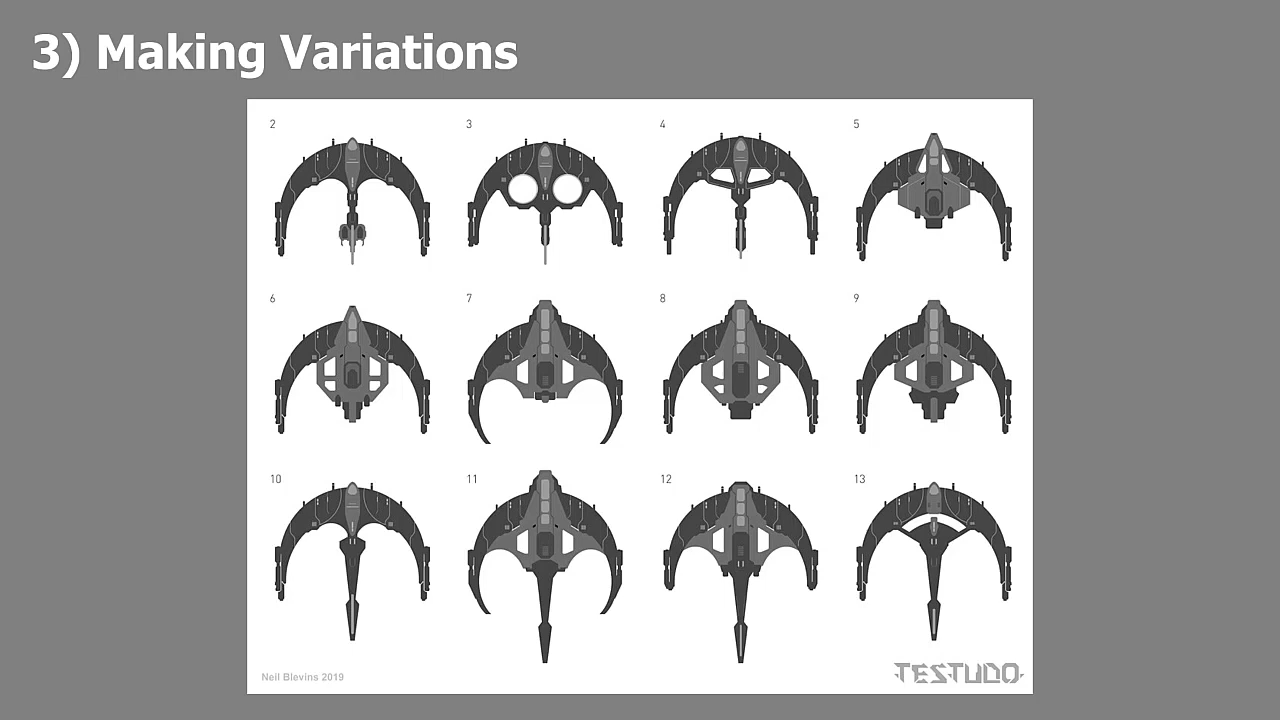 3) Making Variations
2 3 4 5
6 7 8 9
10 11 12 13
Neil Blevins 2019
TESTUDO